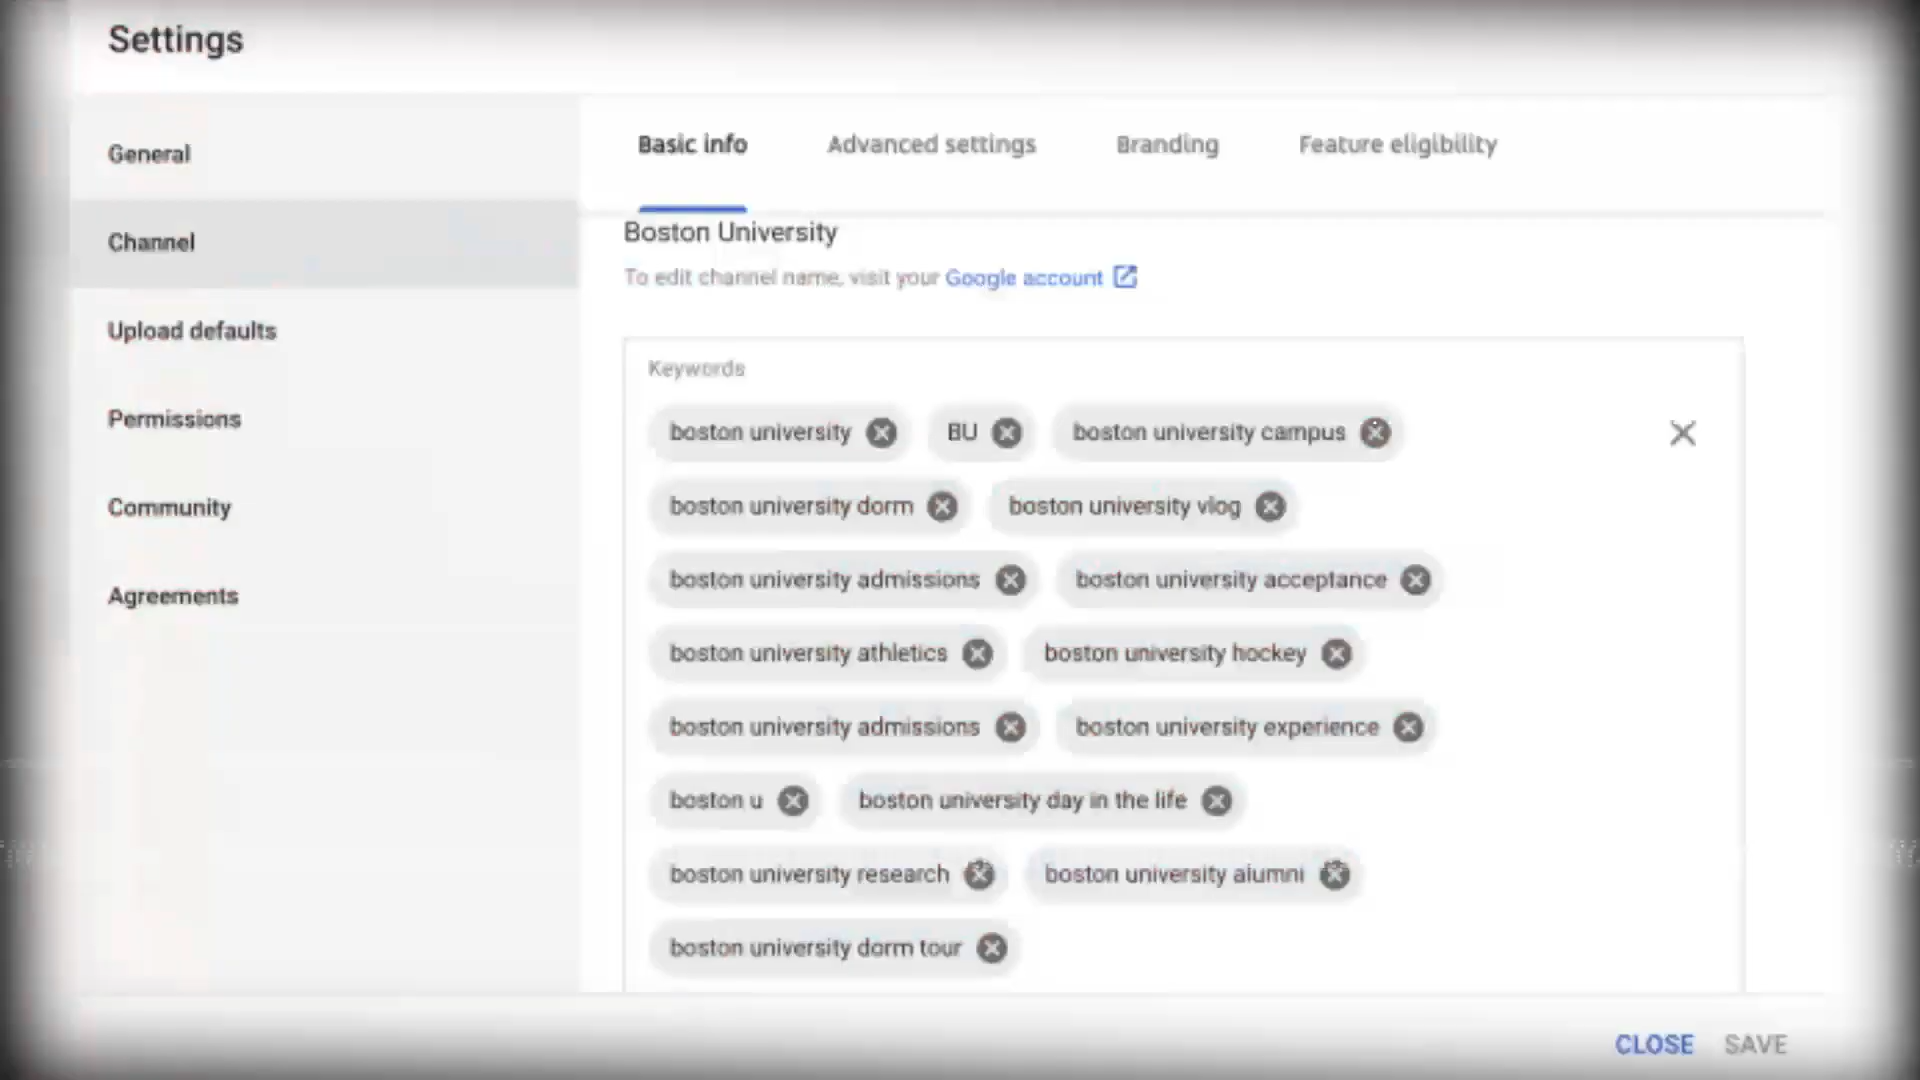 Settings
General
Channel
Upload defaults
Permissions
Community
Agreements
Basic info Advanced settings Branding Feature eligibility
Boston University
To edit channel name, visit your Google account
Keywords
boston university BU boston university campus
boston university dorm boston university vlog
boston university admissions boston university acceptance
boston university athletics boston university hockey
boston university admissions boston university experience
boston u boston university day in the life
boston university research boston university alumni
boston university dorm tour
CLOSE SAVE